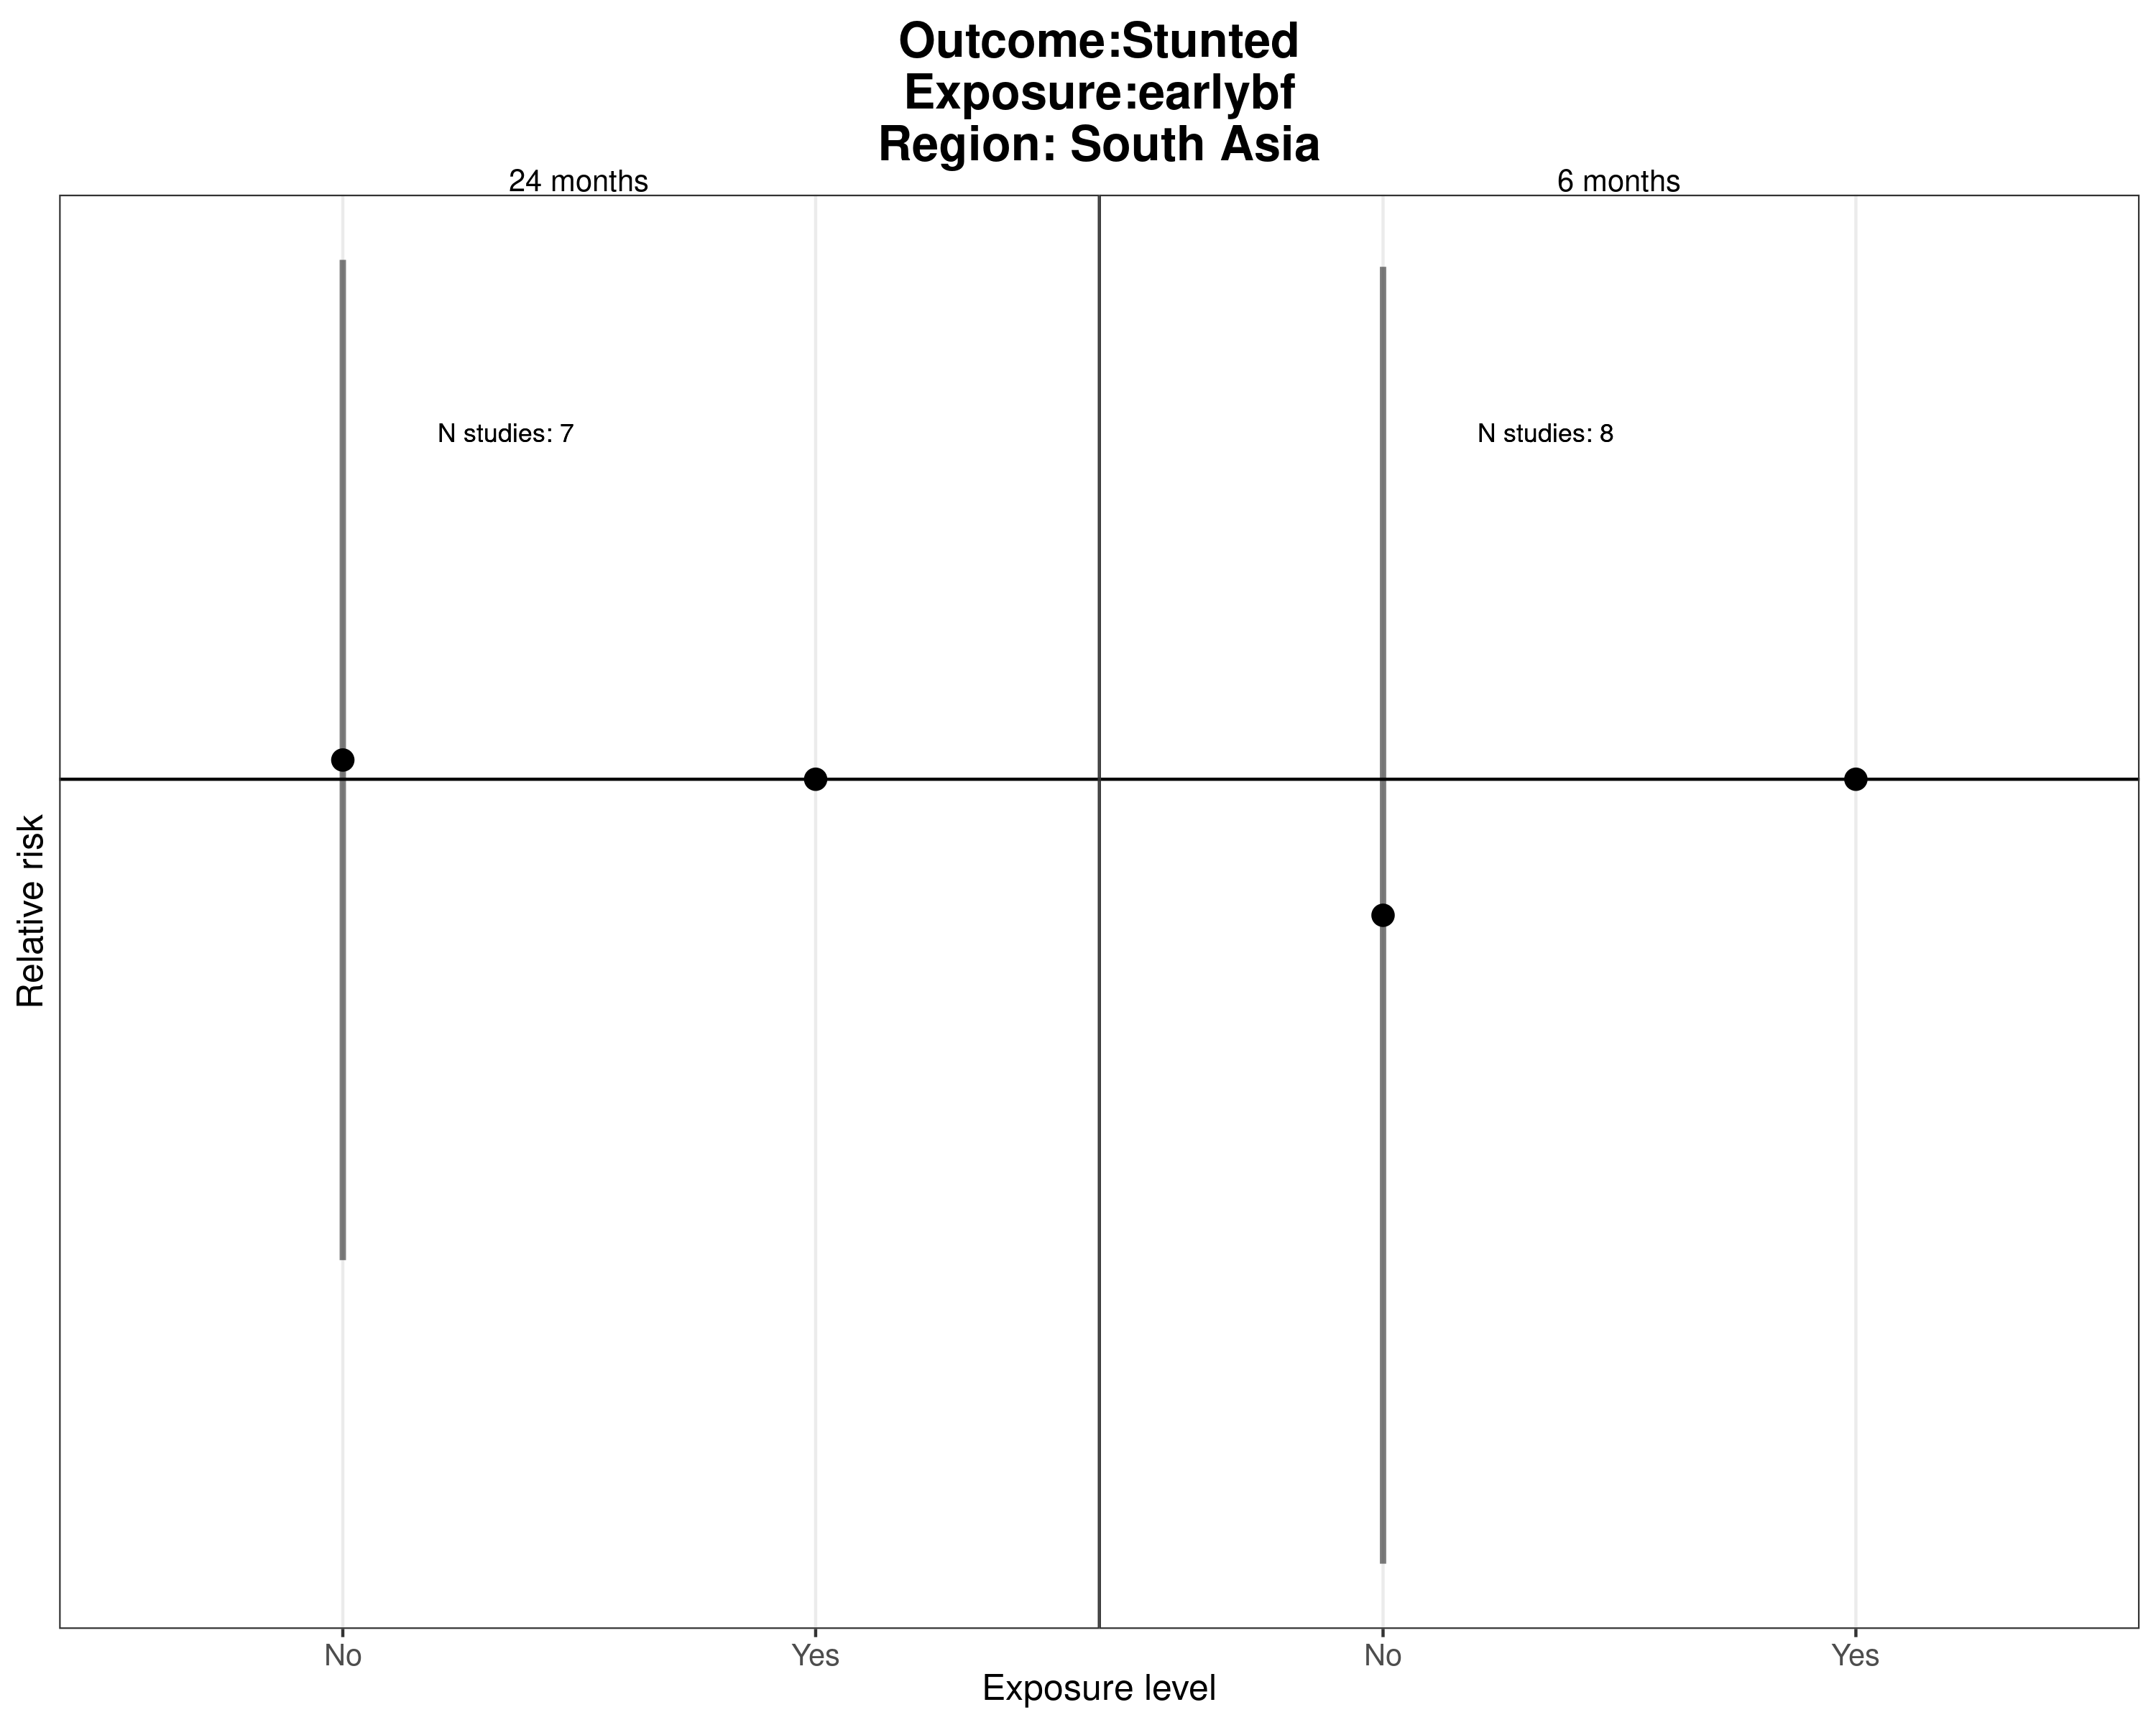 Outcome:Stunted
Exposure:earlybf
Region: South Asia
24 months
6 months
N studies: 7
N studies: 8
Relative risk
No
Yes
No
Yes
Exposure level